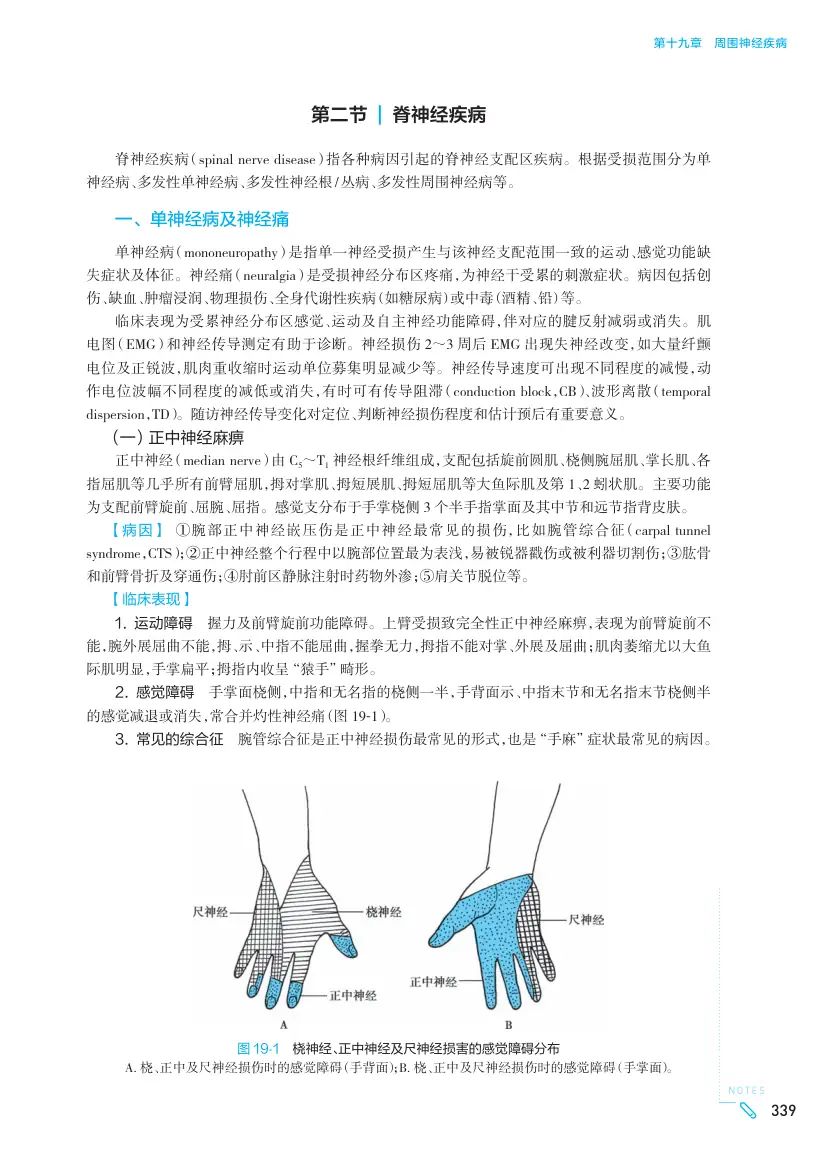 第十九章 周围神经疾病
第二节 | 脊神经疾病
脊神经疾病(spinal nerve disease)指各种病因引起的脊神经支配区疾病。根据受损范围分为单
神经病、多发性单神经病、多发性神经根/丛病、多发性周围神经病等。
一、单神经病及神经痛
单神经病(mononeuropathy)是指单一神经受损产生与该神经支配范围一致的运动、感觉功能缺
失症状及体征。神经痛(neuralgia)是受损神经分布区疼痛,为神经干受累的刺激症状。病因包括创
伤、缺血、肿瘤浸润、物理损伤、全身代谢性疾病(如糖尿病)或中毒(酒精、铅)等。
临床表现为受累神经分布区感觉、运动及自主神经功能障碍,伴对应的腱反射减弱或消失。肌
电图(EMG)和神经传导测定有助于诊断。神经损伤 2~3 周后 EMG 出现失神经改变,如大量纤颤
电位及正锐波,肌肉重收缩时运动单位募集明显减少等。神经传导速度可出现不同程度的减慢,动
作电位波幅不同程度的减低或消失,有时可有传导阻滞(conduction block,CB)、波形离散(temporal
dispersion,TD)。随访神经传导变化对定位、判断神经损伤程度和估计预后有重要意义。
(一)正中神经麻痹
正中神经(median nerve)由 C₅~T₁ 神经根纤维组成,支配包括旋前圆肌、桡侧腕屈肌、掌长肌、各
指屈肌等几乎所有前臂屈肌,拇对掌肌、拇短展肌、拇短屈肌等大鱼际肌及第 1、2 蚓状肌。主要功能
为支配前臂旋前、屈腕、屈指。感觉支分布于手掌桡侧 3 个半手指掌面及其中节和远节指背皮肤。
【病因】 ①腕部正中神经嵌压伤是正中神经最常见的损伤,比如腕管综合征(carpal tunnel
syndrome,CTS);②正中神经整个行程中以腕部位置最为表浅,易被锐器戳伤或被利器切割伤;③肱骨
和前臂骨折及穿通伤;④肘前区静脉注射时药物外渗;⑤肩关节脱位等。
【临床表现】
1. 运动障碍 握力及前臂旋前功能障碍。上臂受损致完全性正中神经麻痹,表现为前臂旋前不
能,腕外展屈曲不能,拇、示、中指不能屈曲,握拳无力,拇指不能对掌、外展及屈曲;肌肉萎缩尤以大鱼
际肌明显,手掌扁平;拇指内收呈“猿手”畸形。
2. 感觉障碍 手掌面桡侧,中指和无名指的桡侧一半,手背面示、中指末节和无名指末节桡侧半
的感觉减退或消失,常合并灼性神经痛(图 19-1)。
3. 常见的综合征 腕管综合征是正中神经损伤最常见的形式,也是“手麻”症状最常见的病因。
尺神经
桡神经
正中神经
A
正中神经
尺神经
B
图 19-1 桡神经、正中神经及尺神经损害的感觉障碍分布
A. 桡、正中及尺神经损伤时的感觉障碍(手背面);B. 桡、正中及尺神经损伤时的感觉障碍(手掌面)。
NOTES
339